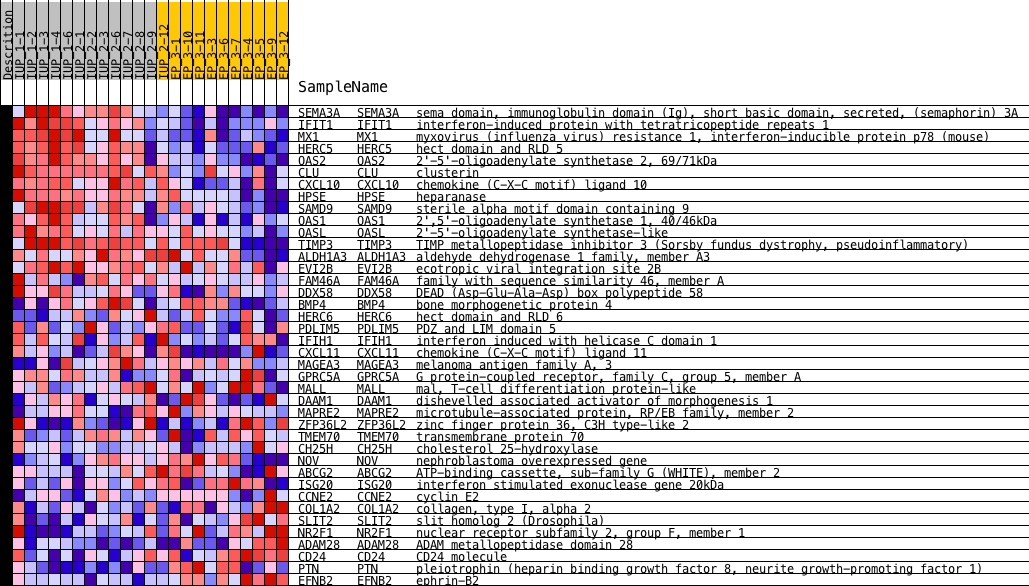 Descrition
IUP_1-1
IUP_1-2
IUP_1-3
IUP_1-4
IUP_1-6
IUP_2-1
IUP_2-2
IUP_2-3
IUP_2-6
IUP_2-7
IUP_2-8
IUP_2-9
IUP_2-12
EP_3-1
EP_3-10
EP_3-11
EP_3-3
EP_3-6
EP_3-7
EP_3-4
EP_3-5
EP_3-9
EP_3-12
SampleName
SEMA3A SEMA3A sema domain, immunoglobulin domain (Ig), short basic domain, secreted, (semaphorin) 3A
IFIT1 IFIT1 interferon-induced protein with tetratricopeptide repeats 1
MX1 MX1 myxovirus (influenza virus) resistance 1, interferon-inducible protein p78 (mouse)
HERC5 HERC5 hect domain and RLD 5
OAS2 OAS2 2'-5'-oligoadenylate synthetase 2, 69/71kDa
CLU CLU clusterin
CXCL10 CXCL10 chemokine (C-X-C motif) ligand 10
HPSE HPSE heparanase
SAMD9 SAMD9 sterile alpha motif domain containing 9
OAS1 OAS1 2',5'-oligoadenylate synthetase 1, 40/46kDa
OASL OASL 2'-5'-oligoadenylate synthetase-like
TIMP3 TIMP3 TIMP metallopeptidase inhibitor 3 (Sorsby fundus dystrophy, pseudoinflammatory)
ALDH1A3 ALDH1A3 aldehyde dehydrogenase 1 family, member A3
EVI2B EVI2B ecotropic viral integration site 2B
FAM46A FAM46A family with sequence similarity 46, member A
DDX58 DDX58 DEAD (Asp-Glu-Ala-Asp) box polypeptide 58
BMP4 BMP4 bone morphogenetic protein 4
HERC6 HERC6 hect domain and RLD 6
PDLIM5 PDLIM5 PDZ and LIM domain 5
IFIH1 IFIH1 interferon induced with helicase C domain 1
CXCL11 CXCL11 chemokine (C-X-C motif) ligand 11
MAGEA3 MAGEA3 melanoma antigen family A, 3
GPRC5A GPRC5A G protein-coupled receptor, family C, group 5, member A
MALL MALL mal, T-cell differentiation protein-like
DAAM1 DAAM1 dishevelled associated activator of morphogenesis 1
MAPRE2 MAPRE2 microtubule-associated protein, RP/EB family, member 2
ZFP36L2 ZFP36L2 zinc finger protein 36, C3H type-like 2
TMEM70 TMEM70 transmembrane protein 70
CH25H CH25H cholesterol 25-hydroxylase
NOV NOV nephroblastoma overexpressed gene
ABCG2 ABCG2 ATP-binding cassette, sub-family G (WHITE), member 2
ISG20 ISG20 interferon stimulated exonuclease gene 20kDa
CCNE2 CCNE2 cyclin E2
COL1A2 COL1A2 collagen, type I, alpha 2
SLIT2 SLIT2 slit homolog 2 (Drosophila)
NR2F1 NR2F1 nuclear receptor subfamily 2, group F, member 1
ADAM28 ADAM28 ADAM metallopeptidase domain 28
CD24 CD24 CD24 molecule
PTN PTN pleiotrophin (heparin binding growth factor 8, neurite growth-promoting factor 1)
EFNB2 EFNB2 ephrin-B2